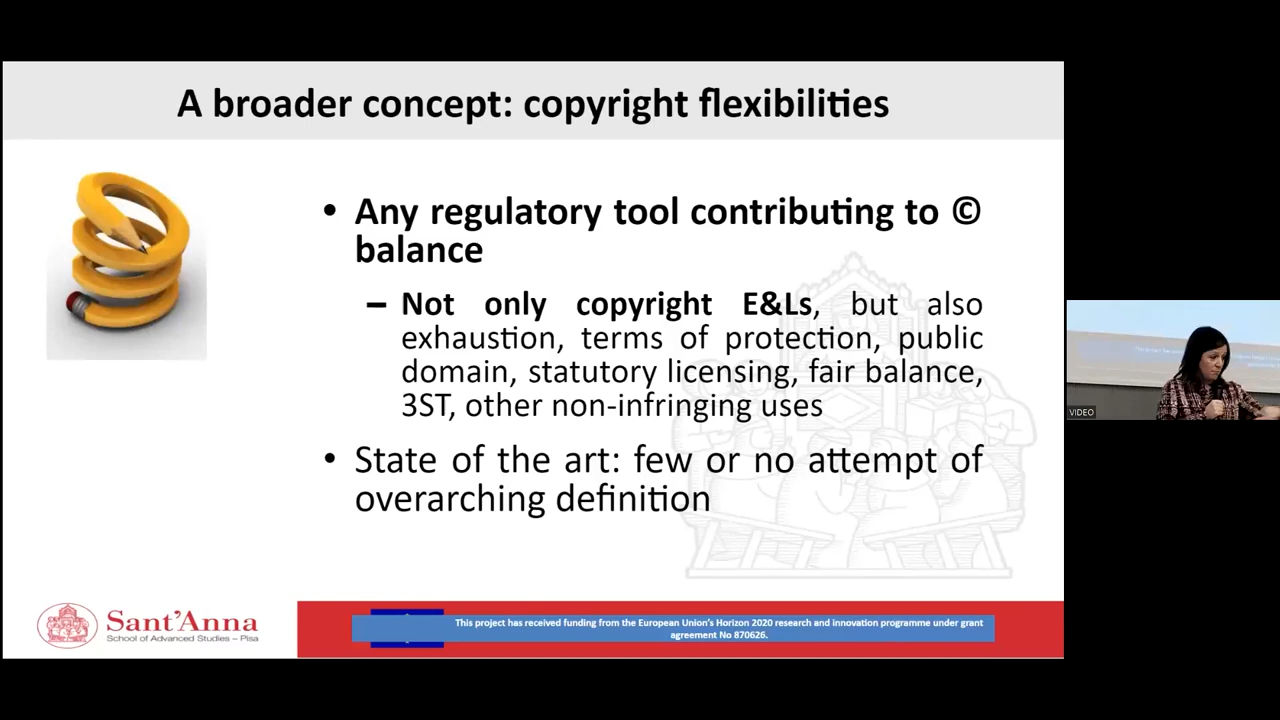 A broader concept: copyright flexibilities
• Any regulatory tool contributing to ©
balance
– Not only copyright E&Ls, but also
exhaustion, terms of protection, public
domain, statutory licensing, fair balance,
3ST, other non-infringing uses
• State of the art: few or no attempt of
overarching definition
VIDEO
Sant'Anna
School of Advanced Studies – Pisa
This project has received funding from the European Union's Horizon 2020 research and innovation programme under grant
agreement No 870626.